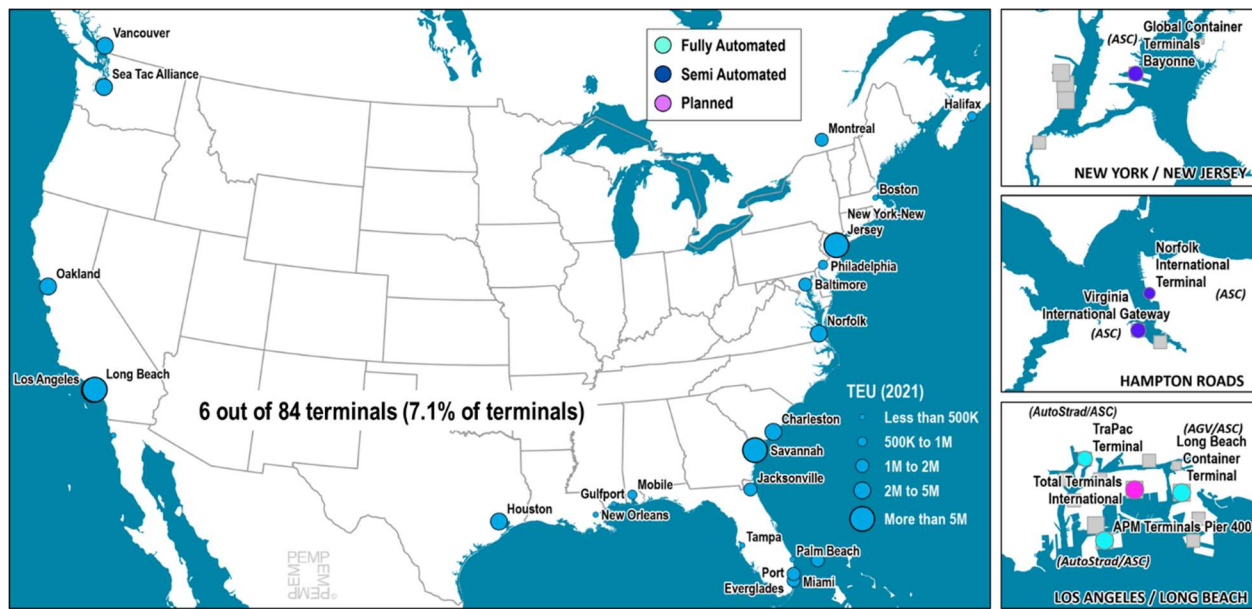 Vancouver
Sea Tac Alliance
Oakland
Los Angeles
Long Beach
6 out of 84 terminals (7.1% of terminals)
Houston
Gulfport
Mobile
New Orleans
Tampa
Palm Beach
Port
Everglades
Miami
Jacksonville
Savannah
Charleston
Norfolk
Baltimore
Philadelphia
New York-New
Jersey
Boston
Montreal
Halifax
Fully Automated
Semi Automated
Planned
TEU (2021)
Less than 500K
500K to 1M
1M to 2M
2M to 5M
More than 5M
PEMP
PEMP
PEMP
PEMP
Global Container
(ASC) Terminals
Bayonne
NEW YORK / NEW JERSEY
Norfolk
International
Terminal
(ASC)
Virginia
International Gateway
(ASC)
HAMPTON ROADS
(AutoStrad/ASC)
TraPac
Terminal
(AGV/ASC)
Long Beach
Container
Terminal
Total Terminals
International
APM Terminals Pier 400
(AutoStrad/ASC)
LOS ANGELES / LONG BEACH